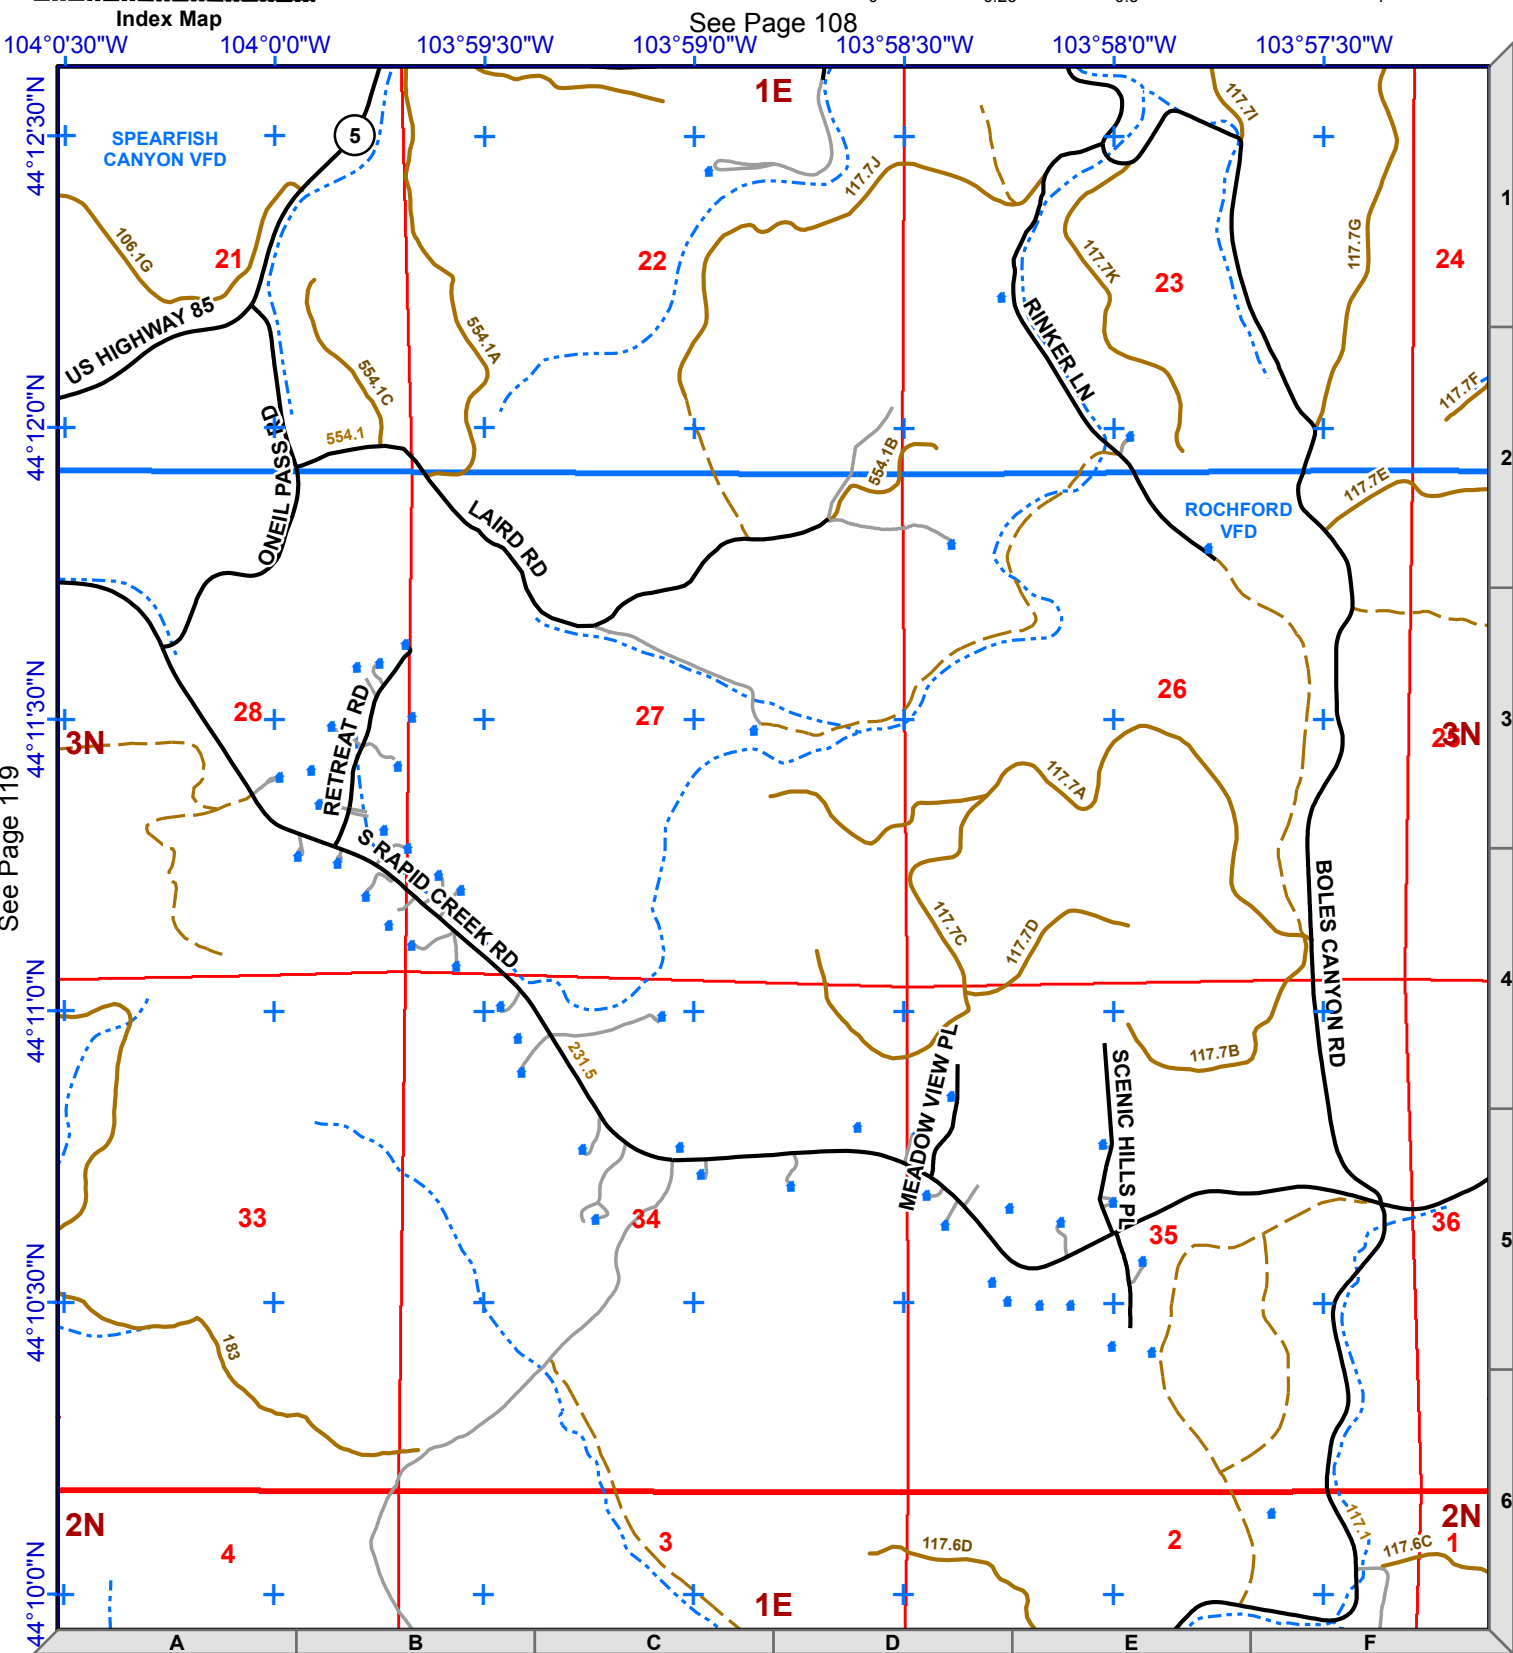 Index Map
See Page 108
104°0'30"W
104°0'0"W
103°59'30"W
103°59'0"W
103°58'30"W
103°58'0"W
103°57'30"W
44°12'30"N
44°12'0"N
44°11'30"N
44°11'0"N
44°10'30"N
44°10'0"N
See Page 119
1E
SPEARFISH
CANYON VFD
5
117.7I
117.7J
106.1G
21
22
117.7K
23
117.7G
24
1
US HIGHWAY 85
554.1A
554.1C
RINKER LN
117.7F
ONEIL PASS RD
554.1
554.1B
2
117.7E
LAIRD RD
ROCHFORD
VFD
28
27
26
25
3
3N
3N
RETREAT RD
117.7A
S RAPID CREEK RD
117.7C
117.7D
BOLES CANYON RD
4
231.5
MEADOW VIEW PL
SCENIC HILLS PL
117.7B
33
34
35
36
5
183
2N
2N
6
117.1
4
3
117.6D
2
117.6C
1
1E
A
B
C
D
E
F